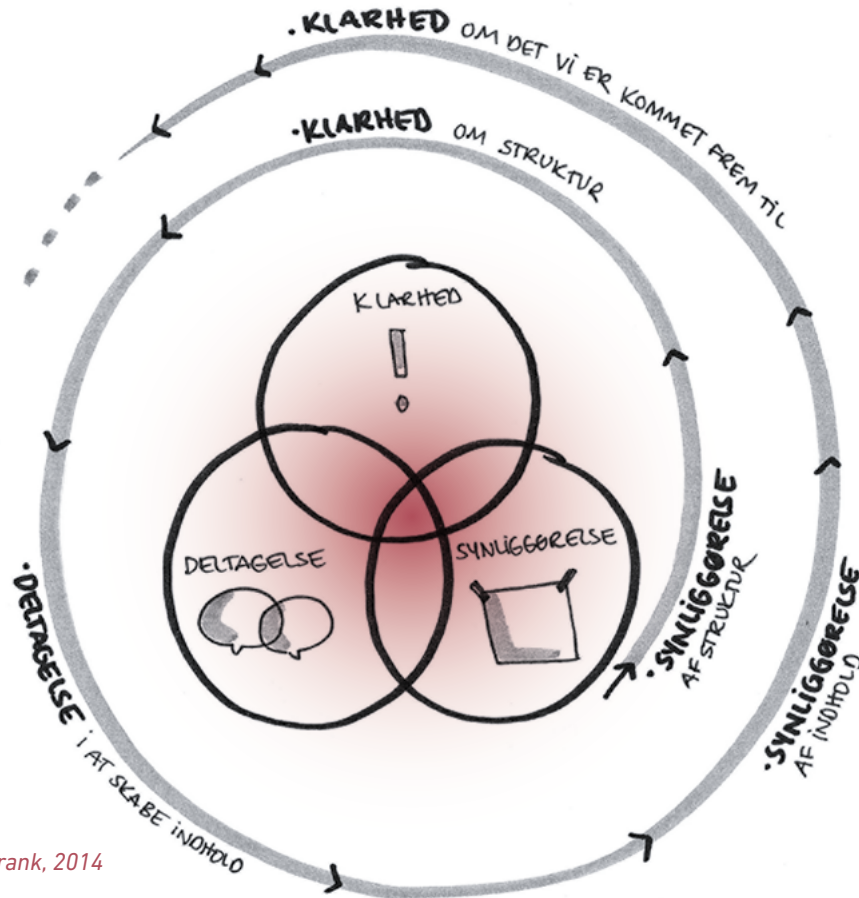 • KLARHED OM DET VI ER KOMMET FREM TIL
• KLARHED OM STRUKTUR
KLARHED
!
DELTAGELSE
SYNLIGGØRELSE
• SYNLIGGØRELSE
AF STRUKTUR
• SYNLIGGØRELSE
AF INDHOLD
• DELTAGELSE i AT SKABE INDHOLD
rank, 2014